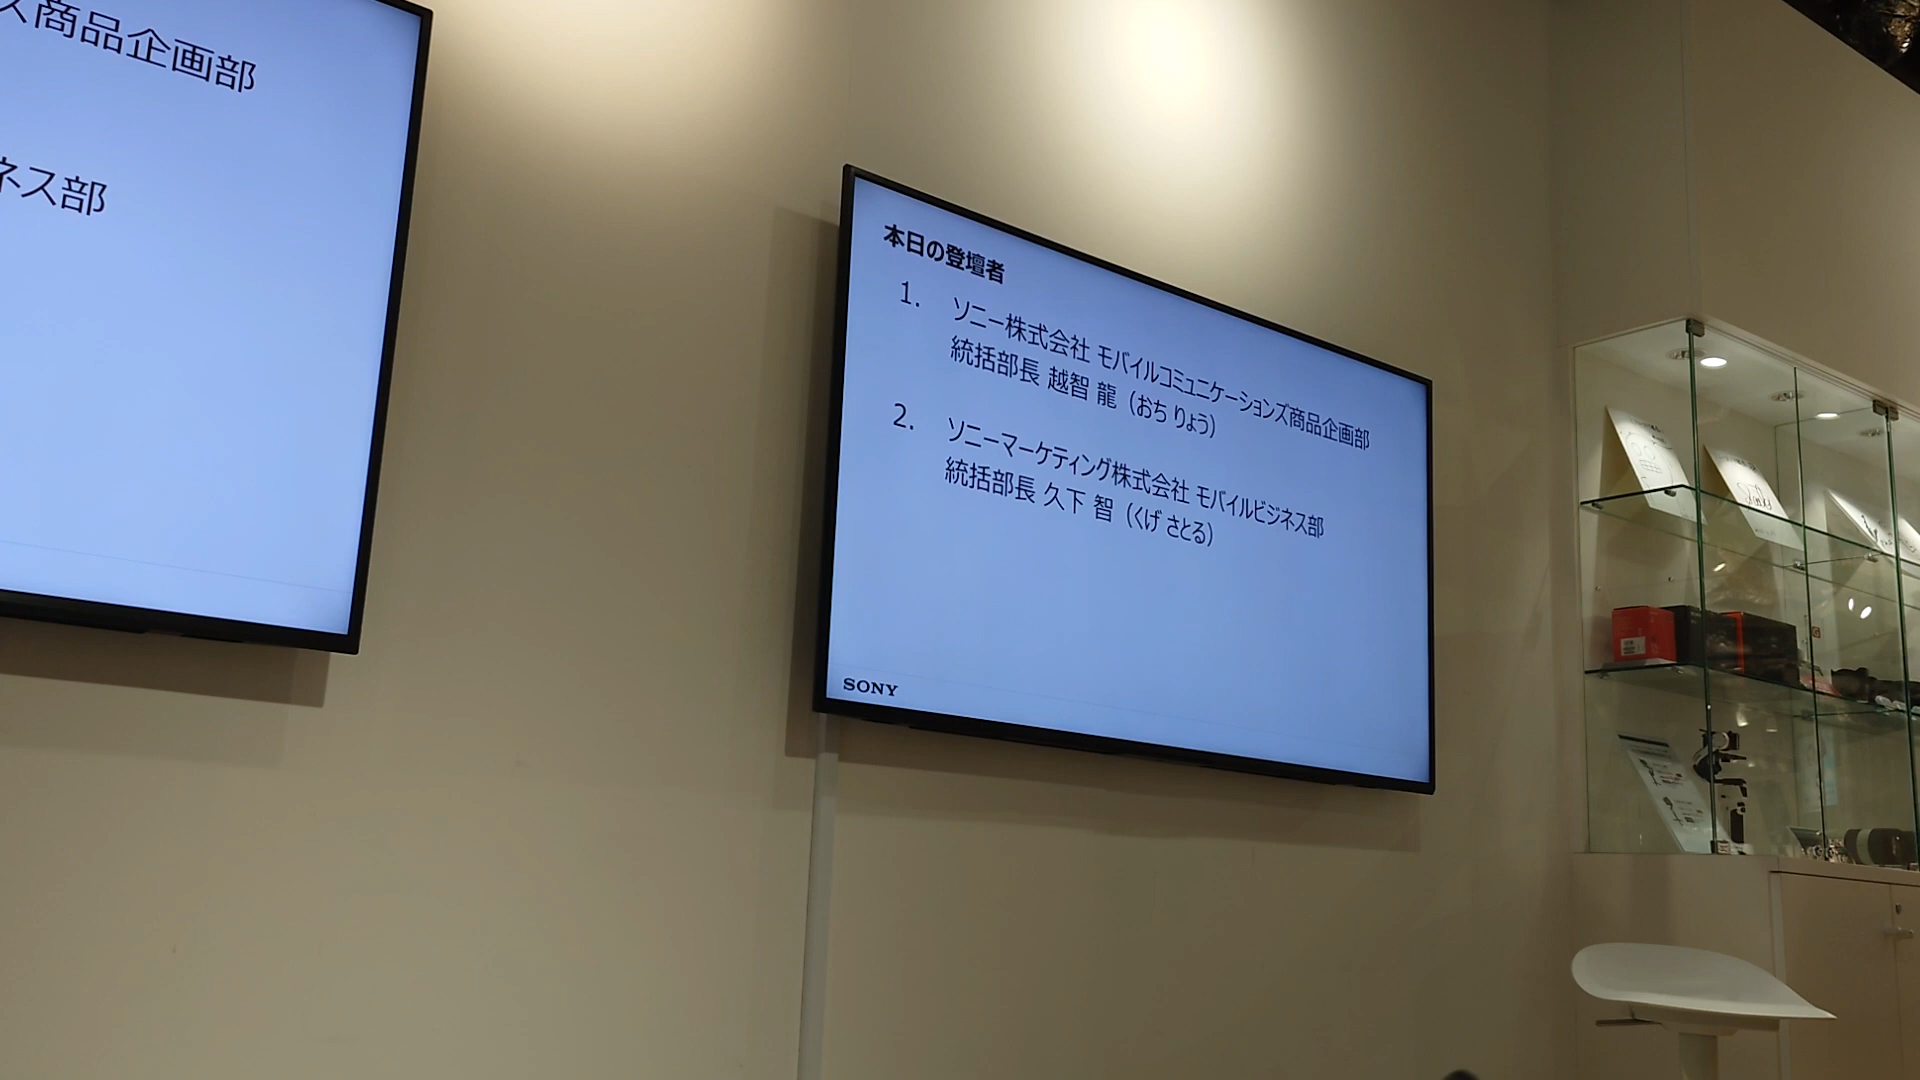 ス商品企画部
ネス部
本日の登壇者
1. ソニー株式会社 モバイルコミュニケーションズ商品企画部
統括部長 越智 龍（おち りょう）
2. ソニーマーケティング株式会社 モバイルビジネス部
統括部長 久下 智（くげ さとる）
SONY